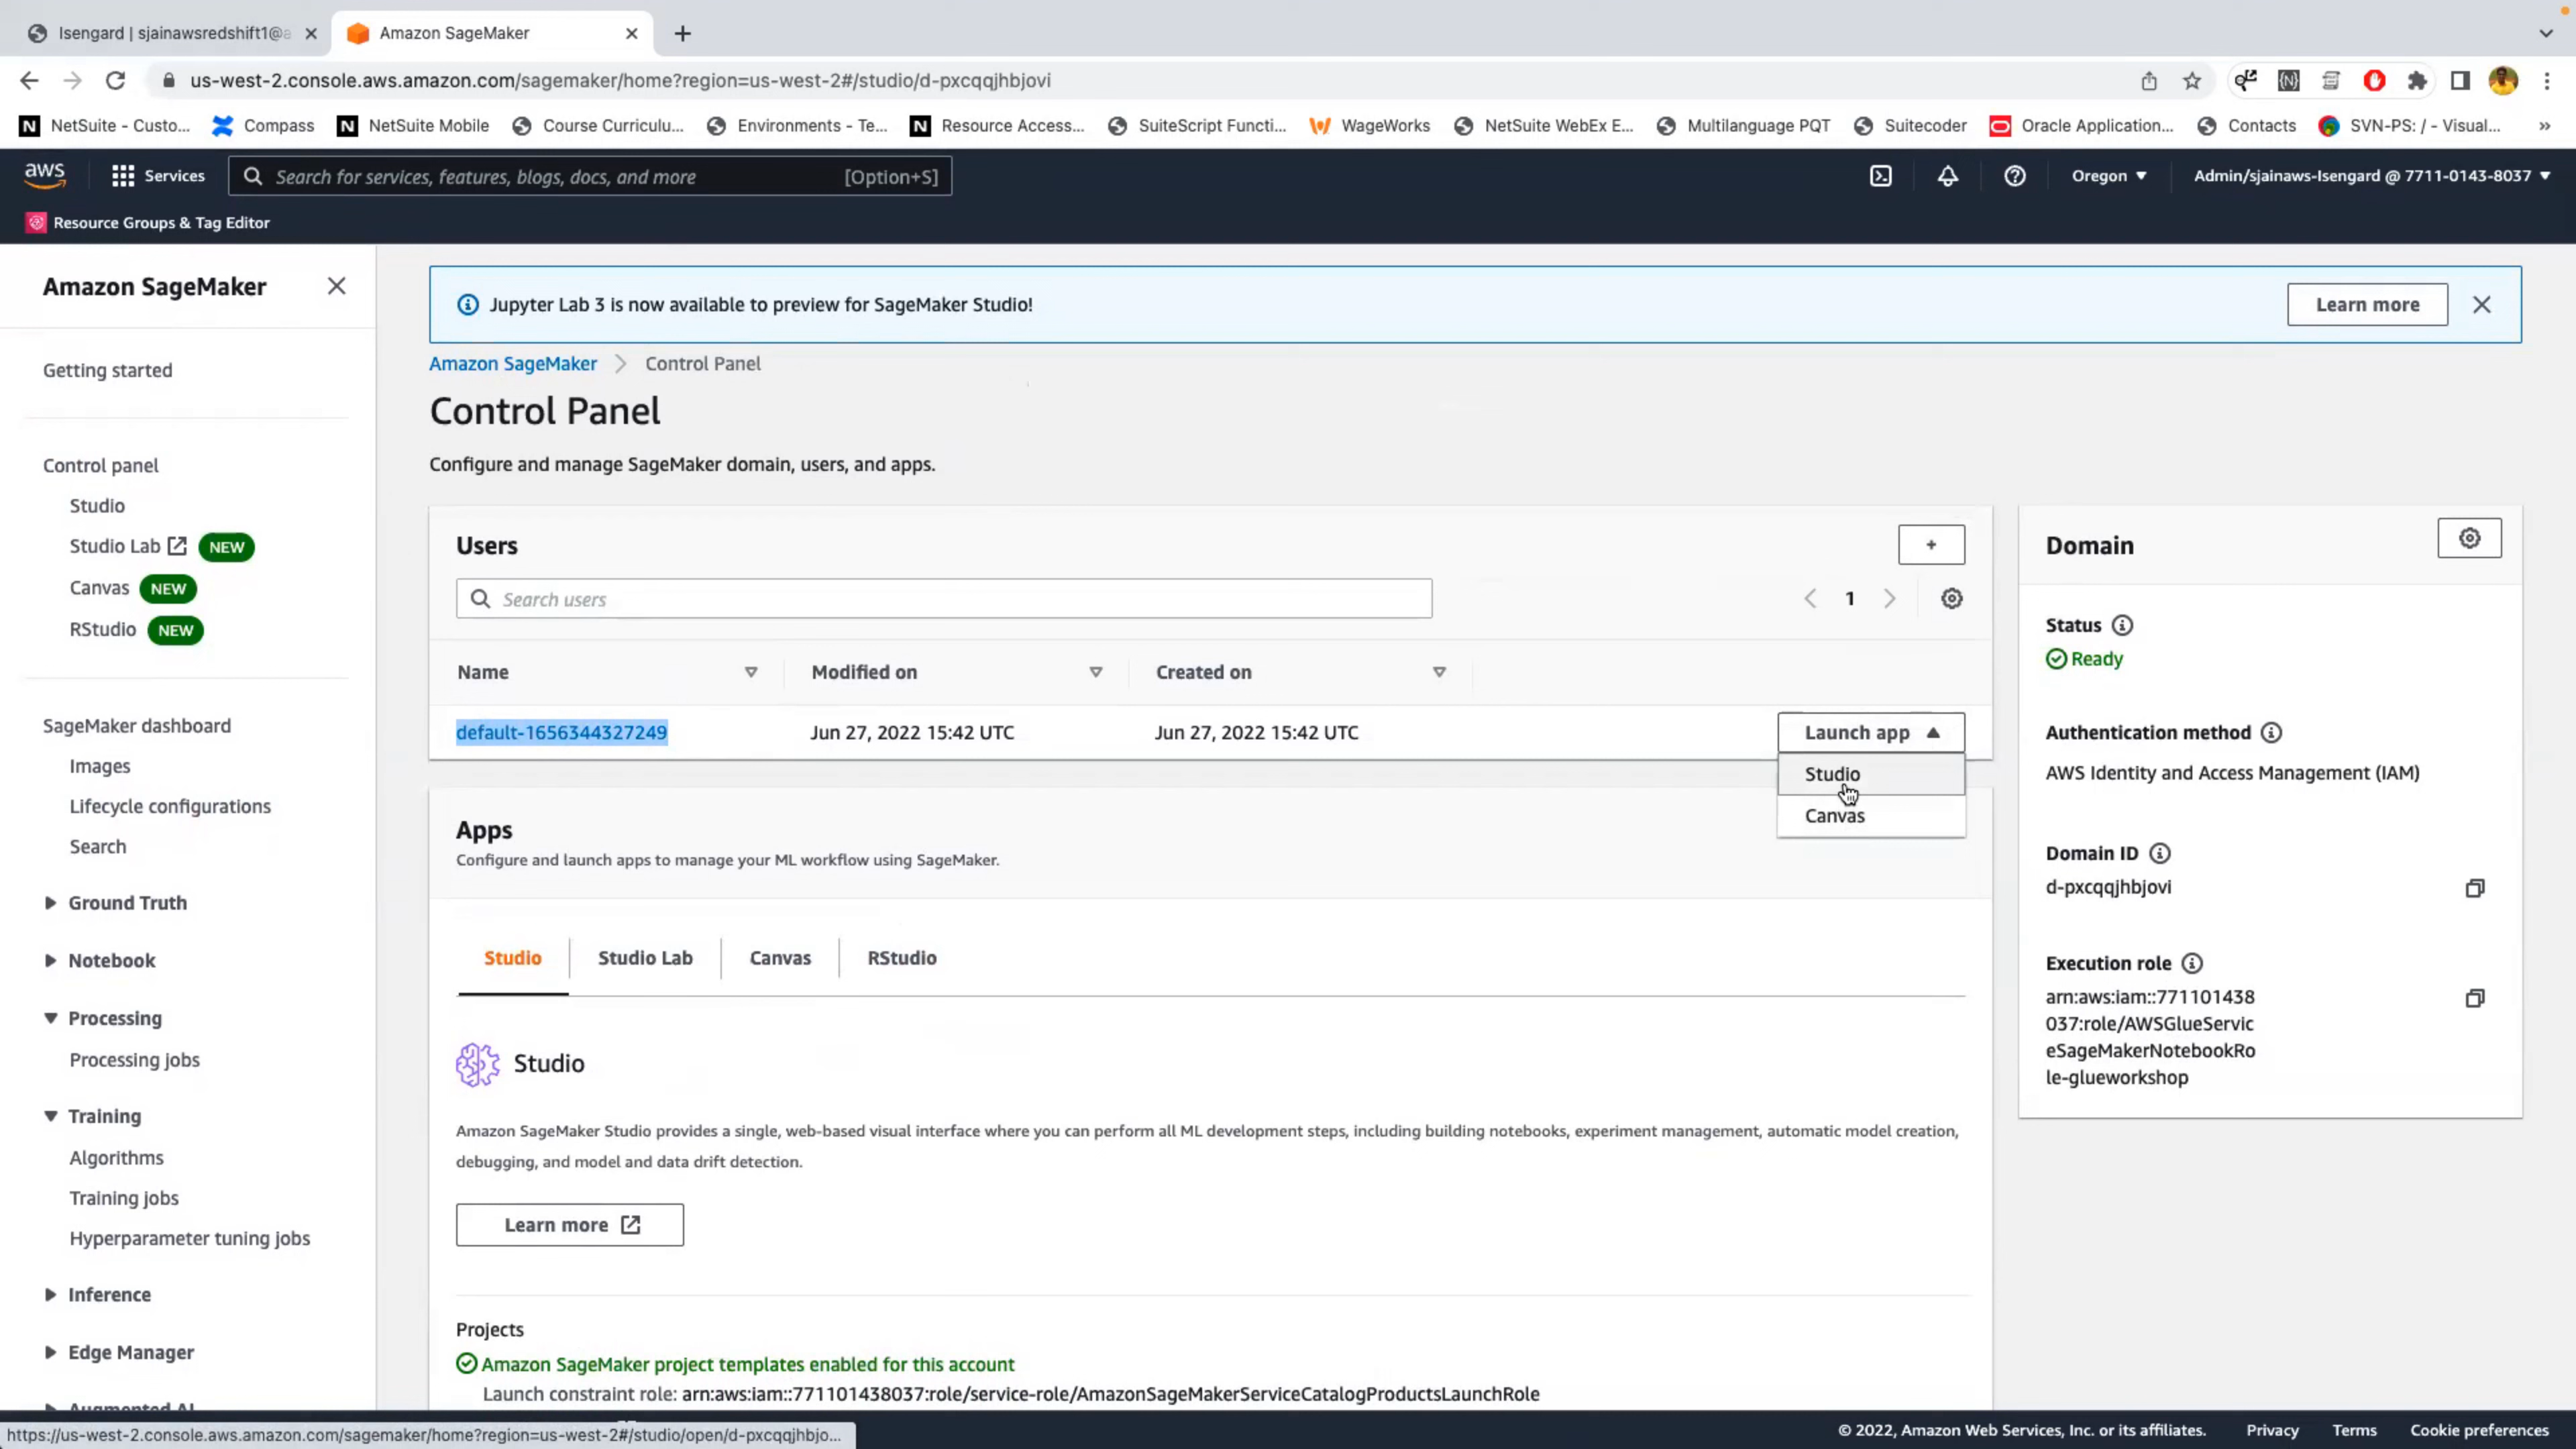 Isengard | sjainawsredshift1@a
Amazon SageMaker
us-west-2.console.aws.amazon.com/sagemaker/home?region=us-west-2#/studio/d-pxcqqjhbjovi
NetSuite - Custo...
Compass
NetSuite Mobile
Course Curriculu...
Environments - Te...
Resource Access...
SuiteScript Functi...
WageWorks
NetSuite WebEx E...
Multilanguage PQT
Suitecoder
Oracle Application...
Contacts
SVN-PS: / - Visual...
»
aws
Services
Search for services, features, blogs, docs, and more
[Option+S]
Oregon
Admin/sjainaws-Isengard @ 7711-0143-8037
Resource Groups & Tag Editor
Amazon SageMaker
Getting started
Control panel
Studio
Studio Lab NEW
Canvas NEW
RStudio NEW
SageMaker dashboard
Images
Lifecycle configurations
Search
Ground Truth
Notebook
Processing
Processing jobs
Training
Algorithms
Training jobs
Hyperparameter tuning jobs
Inference
Edge Manager
Augmented AI
Jupyter Lab 3 is now available to preview for SageMaker Studio!
Learn more
Amazon SageMaker > Control Panel
Control Panel
Configure and manage SageMaker domain, users, and apps.
Users
+
Search users
1
Name
Modified on
Created on
default-1656344327249
Jun 27, 2022 15:42 UTC
Jun 27, 2022 15:42 UTC
Launch app
Studio
Canvas
Apps
Configure and launch apps to manage your ML workflow using SageMaker.
Studio
Studio Lab
Canvas
RStudio
Studio
Amazon SageMaker Studio provides a single, web-based visual interface where you can perform all ML development steps, including building notebooks, experiment management, automatic model creation,
debugging, and model and data drift detection.
Learn more
Projects
Amazon SageMaker project templates enabled for this account
Launch constraint role: arn:aws:iam::771101438037:role/service-role/AmazonSageMakerServiceCatalogProductsLaunchRole
Domain
Status
Ready
Authentication method
AWS Identity and Access Management (IAM)
Domain ID
d-pxcqqjhbjovi
Execution role
arn:aws:iam::771101438
037:role/AWSGlueServic
eSageMakerNotebookRo
le-glueworkshop
https://us-west-2.console.aws.amazon.com/sagemaker/home?region=us-west-2#/studio/open/d-pxcqqjhbjo...
© 2022, Amazon Web Services, Inc. or its affiliates.
Privacy
Terms
Cookie preferences